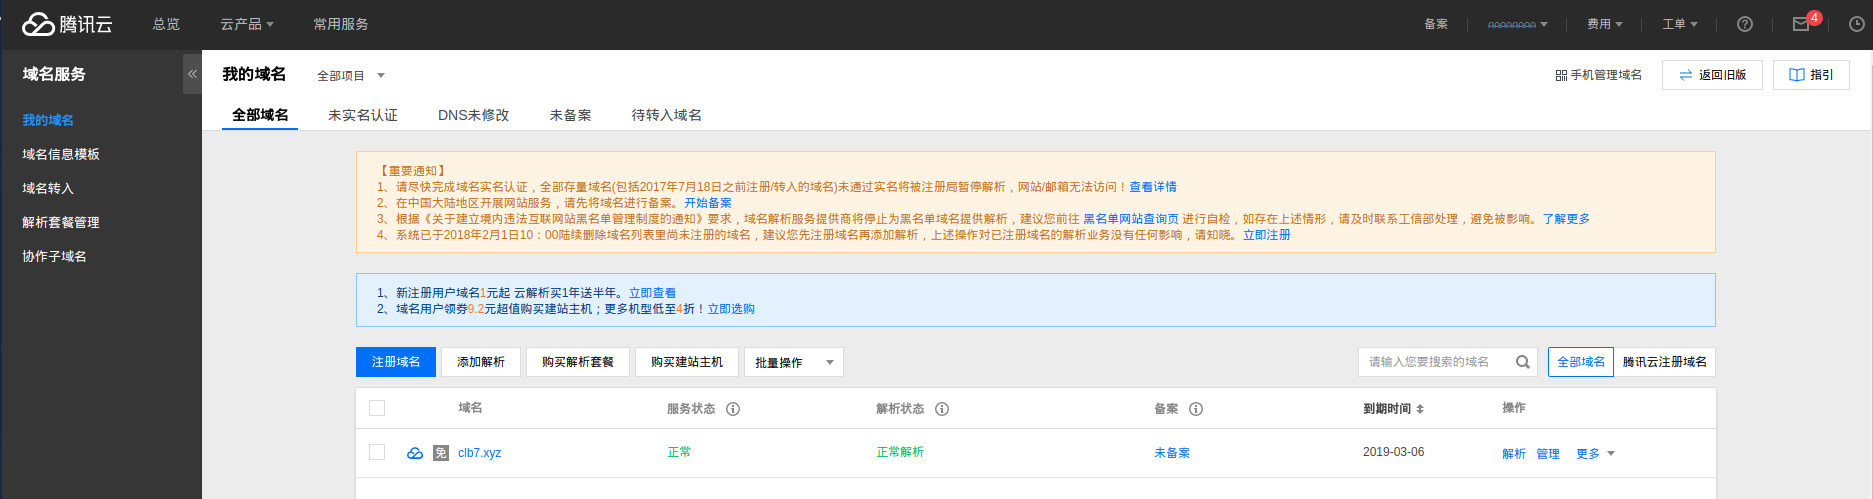 腾讯云 总览 云产品 常用服务 备案 费用 工单 4
域名服务
我的域名
域名信息模板
域名转入
解析套餐管理
协作子域名
我的域名 全部项目 手机管理域名 返回旧版 指引
全部域名 未实名认证 DNS未修改 未备案 待转入域名
【重要通知】
1、请尽快完成域名实名认证，全部存量域名(包括2017年7月18日之前注册/转入的域名)未通过实名将被注册局暂停解析，网站/邮箱无法访问！查看详情
2、在中国大陆地区开展网站服务，请先将域名进行备案。开始备案
3、根据《关于建立境内违法互联网站黑名单管理制度的通知》要求，域名解析服务提供商将停止为黑名单域名提供解析，建议您前往 黑名单网站查询页 进行自检，如存在上述情形，请及时联系工信部处理，避免被影响。了解更多
4、系统已于2018年2月1日10：00陆续删除域名列表里尚未注册的域名，建议您先注册域名再添加解析，上述操作对已注册域名的解析业务没有任何影响，请知晓。立即注册
1、新注册用户域名1元起 云解析买1年送半年。立即查看
2、域名用户领券9.2元超值购买建站主机；更多机型低至4折！立即选购
注册域名 添加解析 购买解析套餐 购买建站主机 批量操作 请输入您要搜索的域名 全部域名 腾讯云注册域名
域名 服务状态 解析状态 备案 到期时间 操作
免 clb7.xyz 正常 正常解析 未备案 2019-03-06 解析 管理 更多